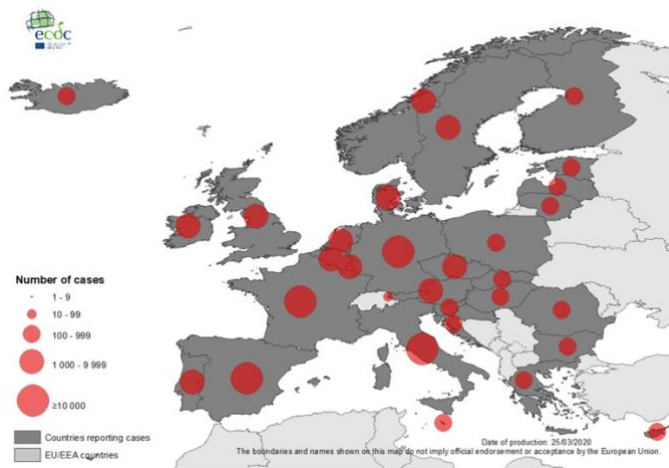 ecdc
Number of cases
1 - 9
10 - 99
100 - 999
1 000 - 9 999
≥10 000
Countries reporting cases
EU/EEA countries
Date of production: 25/03/2020
The boundaries and names shown on this map do not imply official endorsement or acceptance by the European Union.